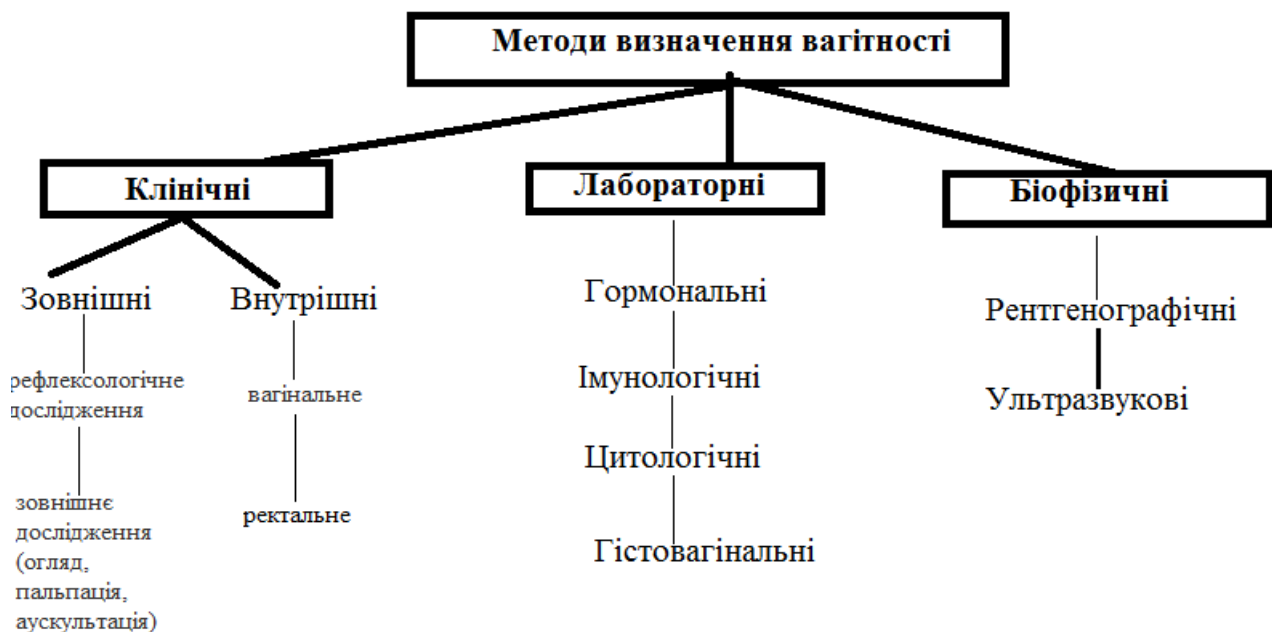 Методи визначення вагітності
Клінічні
Лабораторні
Біофізичні
Зовнішні
Внутрішні
рефлексологічне
дослідження
вагінальне
зовнішнє
дослідження
(огляд,
пальпація,
аускультація)
ректальне
Гормональні
Імунологічні
Цитологічні
Гістовагінальні
Рентгенографічні
Ультразвукові